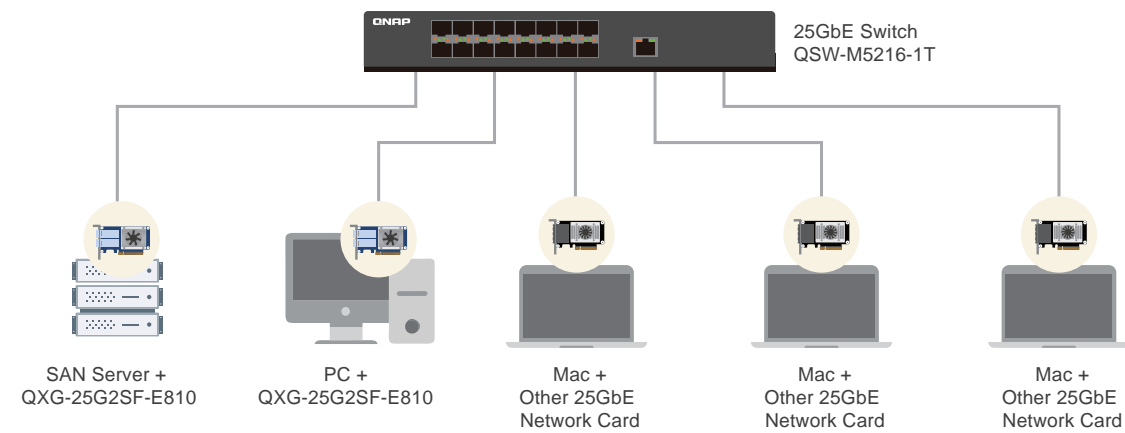 QNAP
25GbE Switch
QSW-M5216-1T
SAN Server +
QXG-25G2SF-E810
PC +
QXG-25G2SF-E810
Mac +
Other 25GbE
Network Card
Mac +
Other 25GbE
Network Card
Mac +
Other 25GbE
Network Card